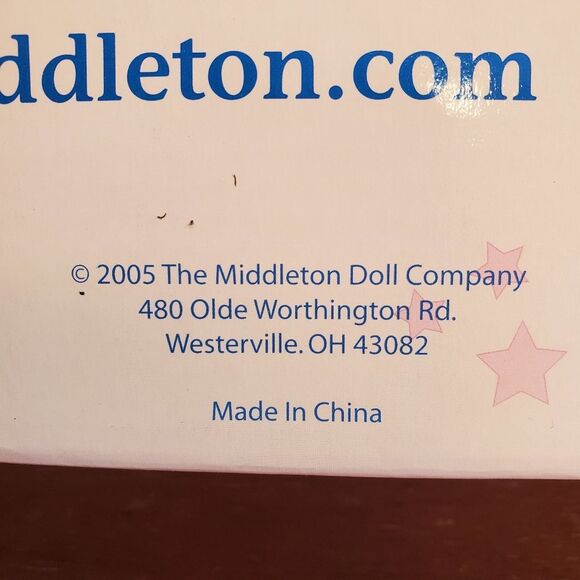 ddleton.com
© 2005 The Middleton Doll Company
480 Olde Worthington Rd.
Westerville. OH 43082
Made In China